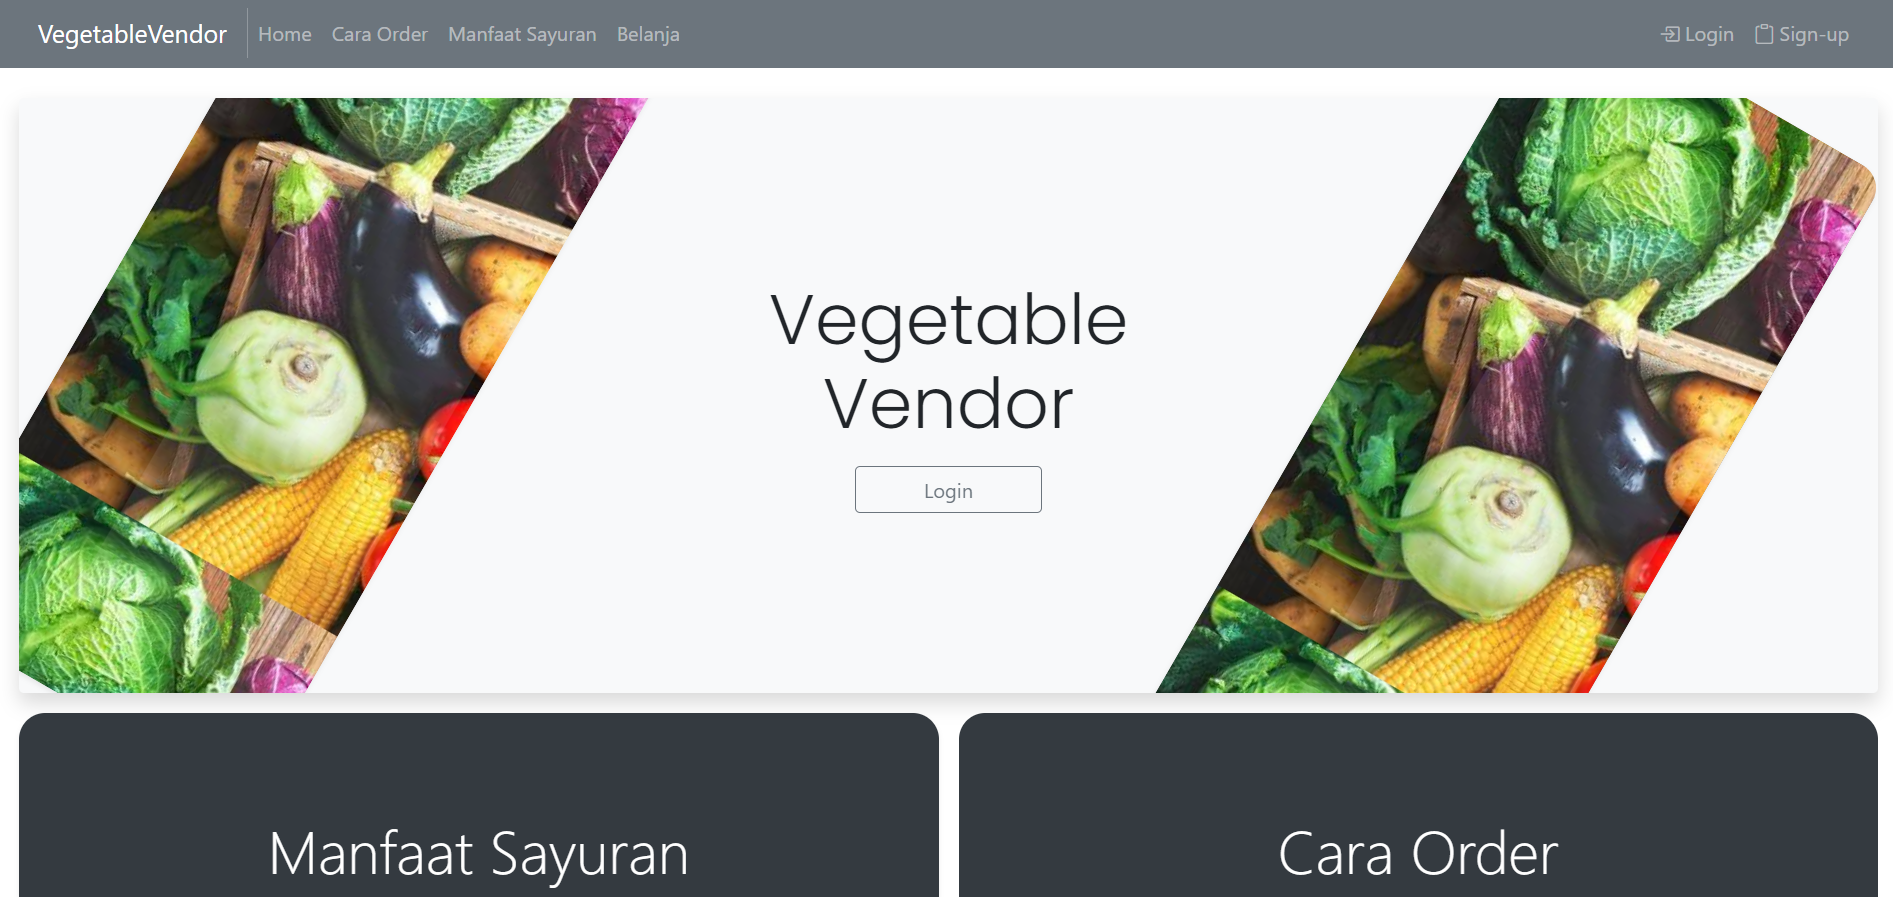 VegetableVendor Home Cara Order Manfaat Sayuran Belanja Login Sign-up
Vegetable
Vendor
Login
Manfaat Sayuran
Cara Order